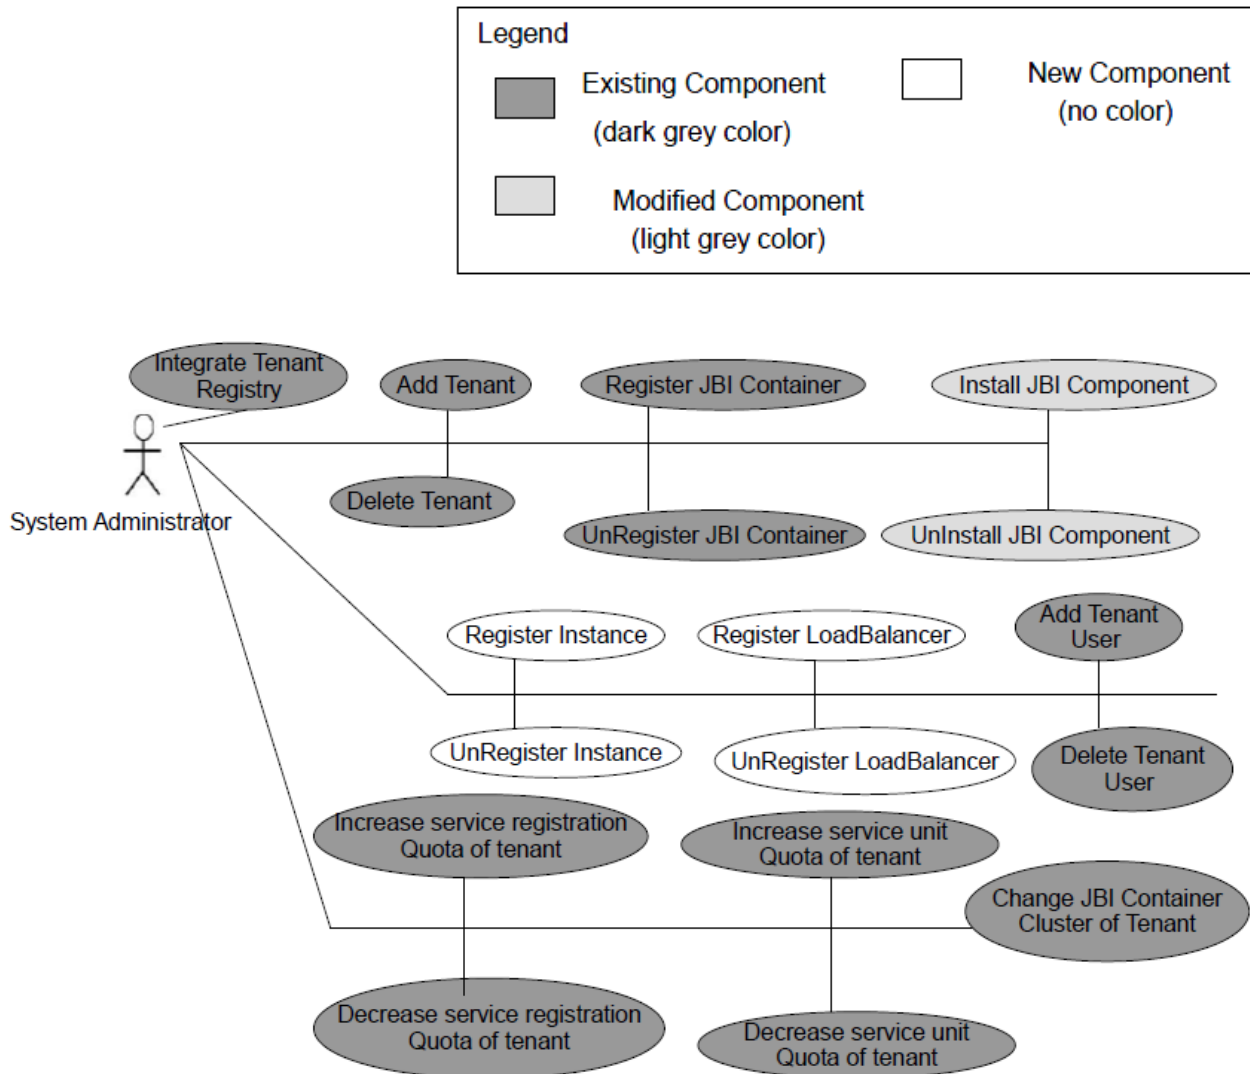 Legend
Existing Component
(dark grey color)
New Component
(no color)
Modified Component
(light grey color)
Integrate Tenant
Registry
Add Tenant
Register JBI Container
Install JBI Component
System Administrator
Delete Tenant
UnRegister JBI Container
UnInstall JBI Component
Register Instance
Register LoadBalancer
Add Tenant
User
UnRegister Instance
UnRegister LoadBalancer
Delete Tenant
User
Increase service registration
Quota of tenant
Increase service unit
Quota of tenant
Change JBI Container
Cluster of Tenant
Decrease service registration
Quota of tenant
Decrease service unit
Quota of tenant